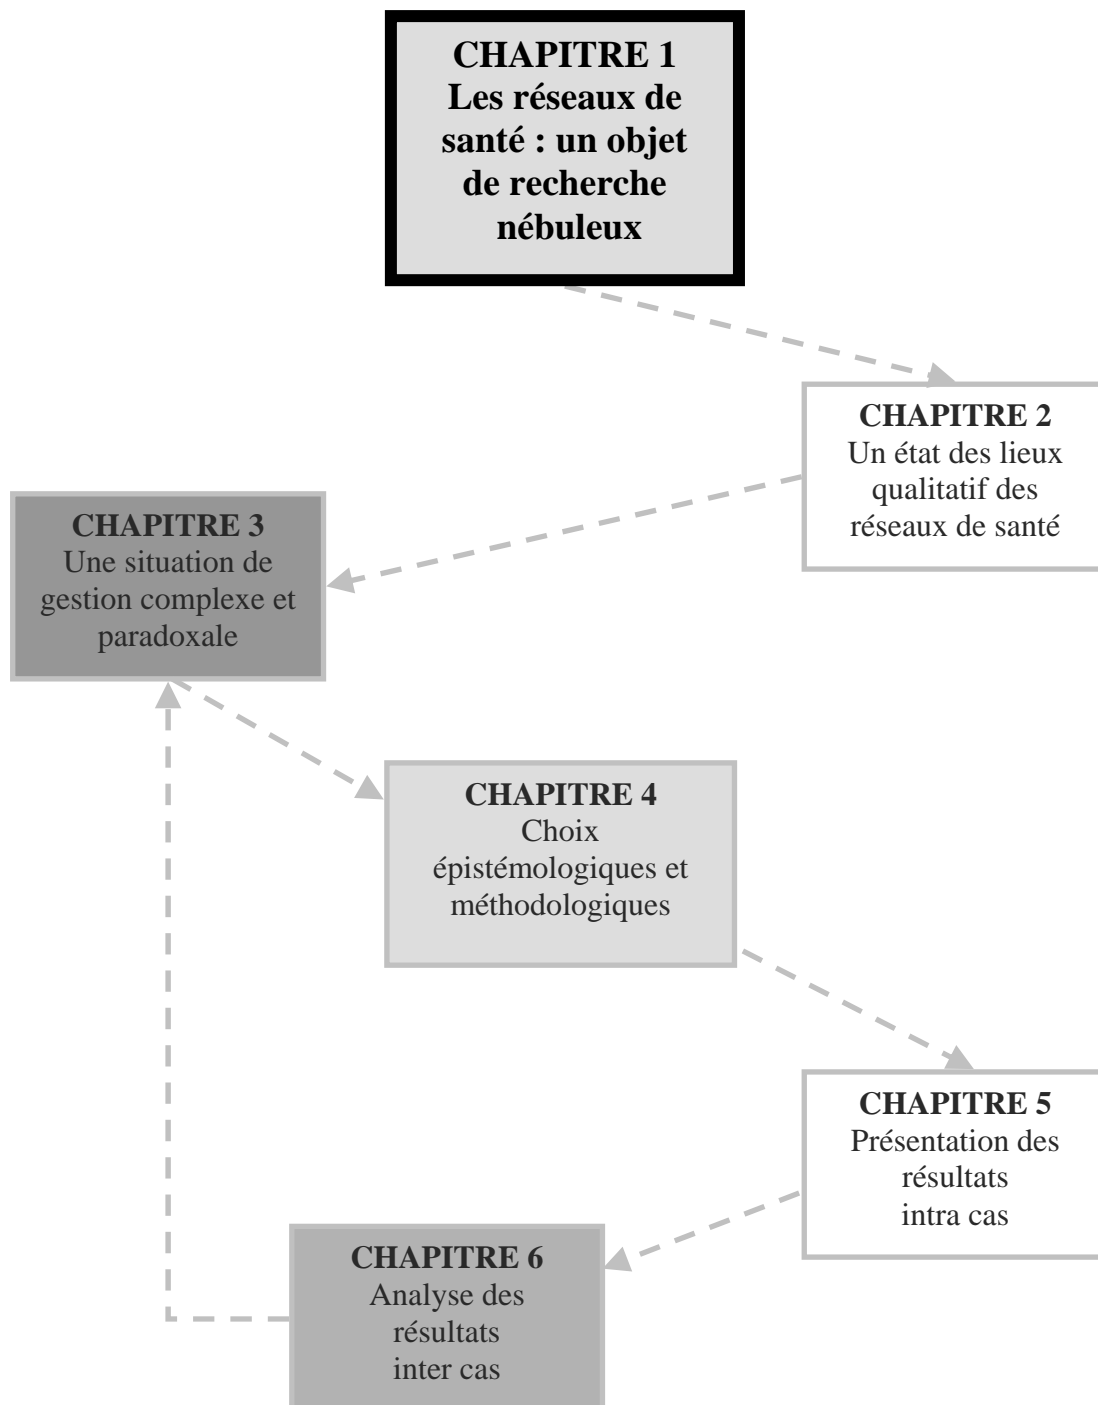 CHAPITRE 1
Les réseaux de
santé : un objet
de recherche
nébuleux
CHAPITRE 2
Un état des lieux
qualitatif des
réseaux de santé
CHAPITRE 3
Une situation de
gestion complexe et
paradoxale
CHAPITRE 4
Choix
épistémologiques et
méthodologiques
CHAPITRE 5
Présentation des
résultats
intra cas
CHAPITRE 6
Analyse des
résultats
inter cas